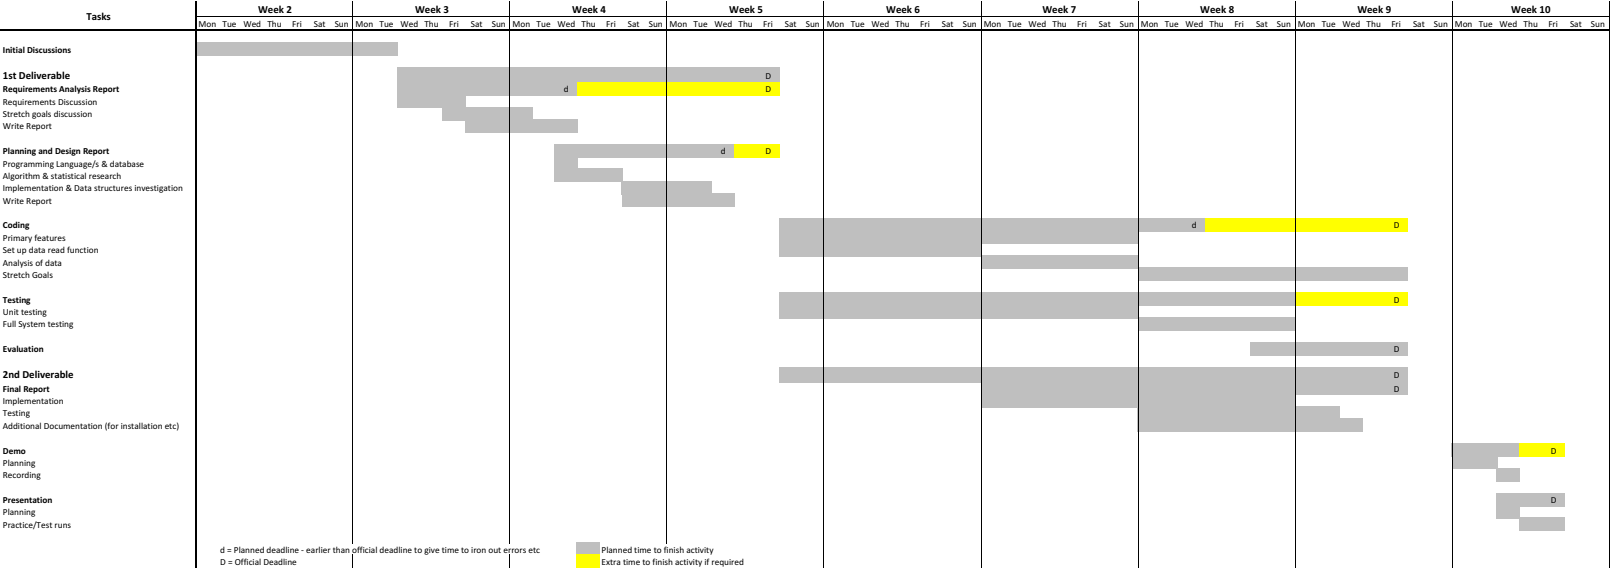 Tasks Week 2 Week 3 Week 4 Week 5 Week 6 Week 7 Week 8 Week 9 Week 10
Mon Tue Wed Thu Fri Sat Sun Mon Tue Wed Thu Fri Sat Sun Mon Tue Wed Thu Fri Sat Sun Mon Tue Wed Thu Fri Sat Sun Mon Tue Wed Thu Fri Sat Sun Mon Tue Wed Thu Fri Sat Sun Mon Tue Wed Thu Fri Sat Sun Mon Tue Wed Thu Fri Sat Sun Mon Tue Wed Thu Fri Sat Sun
Initial Discussions
1st Deliverable D
Requirements Analysis Report d D
Requirements Discussion
Stretch goals discussion
Write Report
Planning and Design Report d D
Programming Language/s & database
Algorithm & statistical research
Implementation & Data structures investigation
Write Report
Coding d D
Primary features
Set up data read function
Analysis of data
Stretch Goals
Testing D
Unit testing
Full System testing
Evaluation D
2nd Deliverable D
Final Report D
Implementation
Testing
Additional Documentation (for installation etc)
Demo D
Planning
Recording
Presentation D
Planning
Practice/Test runs
d = Planned deadline - earlier than official deadline to give time to iron out errors etc Planned time to finish activity
D = Official Deadline Extra time to finish activity if required